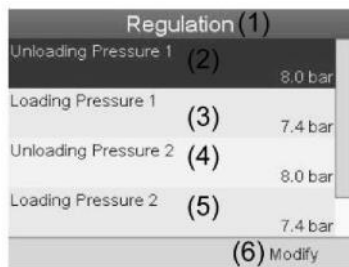 Regulation (1)
Unloading Pressure 1
(2)
8.0 bar
Loading Pressure 1
(3)
7.4 bar
Unloading Pressure 2
(4)
8.0 bar
Loading Pressure 2
(5)
7.4 bar
(6) Modify